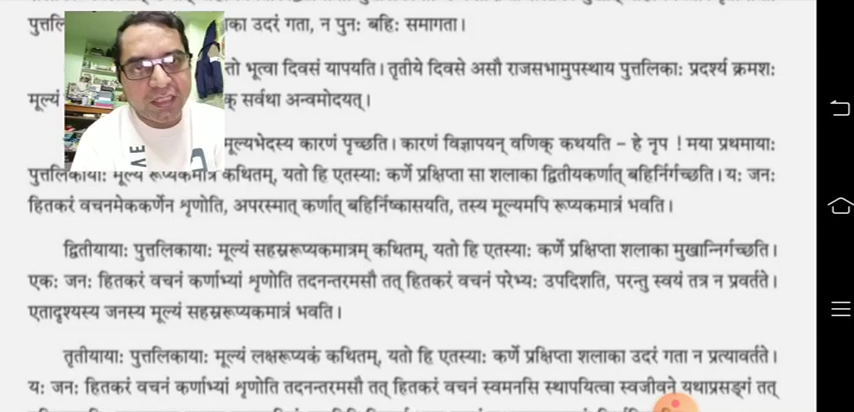 पुत्तलि का उदरं गता, न पुनः बहिः समागता।
तो भूत्वा दिवसं यापयति। तृतीये दिवसे असौ राजसभामुपस्थाय पुत्तलिकाः प्रदर्श्य क्रमशः
मूल्यं क् सर्वथा अन्वमोदयत्।
मूल्यभेदस्य कारणं पृच्छति। कारणं विज्ञापयन् वणिक् कथयति – हे नृप ! मया प्रथमायाः
पुत्तलिकायाः मूल्यं रूप्यकमात्रं कथितम्, यतो हि एतस्याः कर्णे प्रक्षिप्ता सा शलाका द्वितीयकर्णात् बहिर्निर्गच्छति। यः जनः
हितकरं वचनमेककर्णेन शृणोति, अपरस्मात् कर्णात् बहिर्निष्कासयति, तस्य मूल्यमपि रूप्यकमात्रं भवति।
द्वितीयायाः पुत्तलिकायाः मूल्यं सहस्ररूप्यकमात्रम् कथितम्, यतो हि एतस्याः कर्णे प्रक्षिप्ता शलाका मुखान्निर्गच्छति।
एकः जनः हितकरं वचनं कर्णाभ्यां शृणोति तदनन्तरमसौ तत् हितकरं वचनं परेभ्यः उपदिशति, परन्तु स्वयं तत्र न प्रवर्तते।
एतादृश्यस्य जनस्य मूल्यं सहस्ररूप्यकमात्रं भवति।
तृतीयायाः पुत्तलिकायाः मूल्यं लक्षरूप्यकं कथितम्, यतो हि एतस्याः कर्णे प्रक्षिप्ता शलाका उदरं गता न प्रत्यावर्तते।
यः जनः हितकरं वचनं कर्णाभ्यां शृणोति तदनन्तरमसौ तत् हितकरं वचनं स्वमनसि स्थापयित्वा स्वजीवने यथाप्रसङ्गं तत्